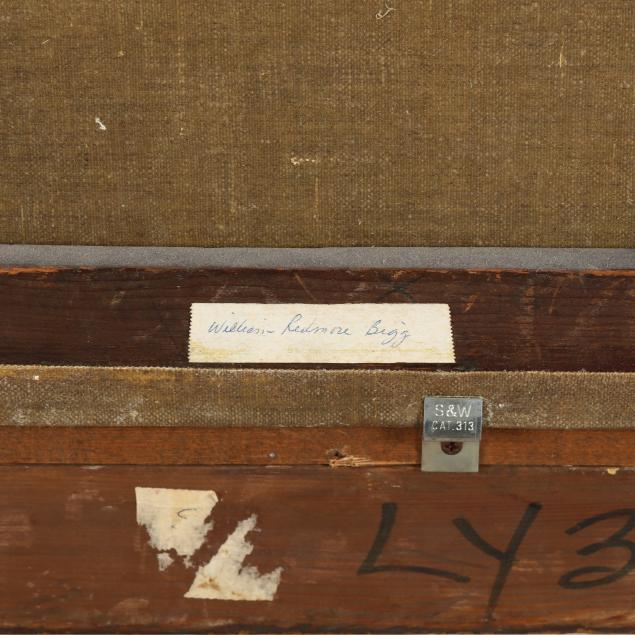 William Redmore Bigg
S&W
CAT.313
LY3